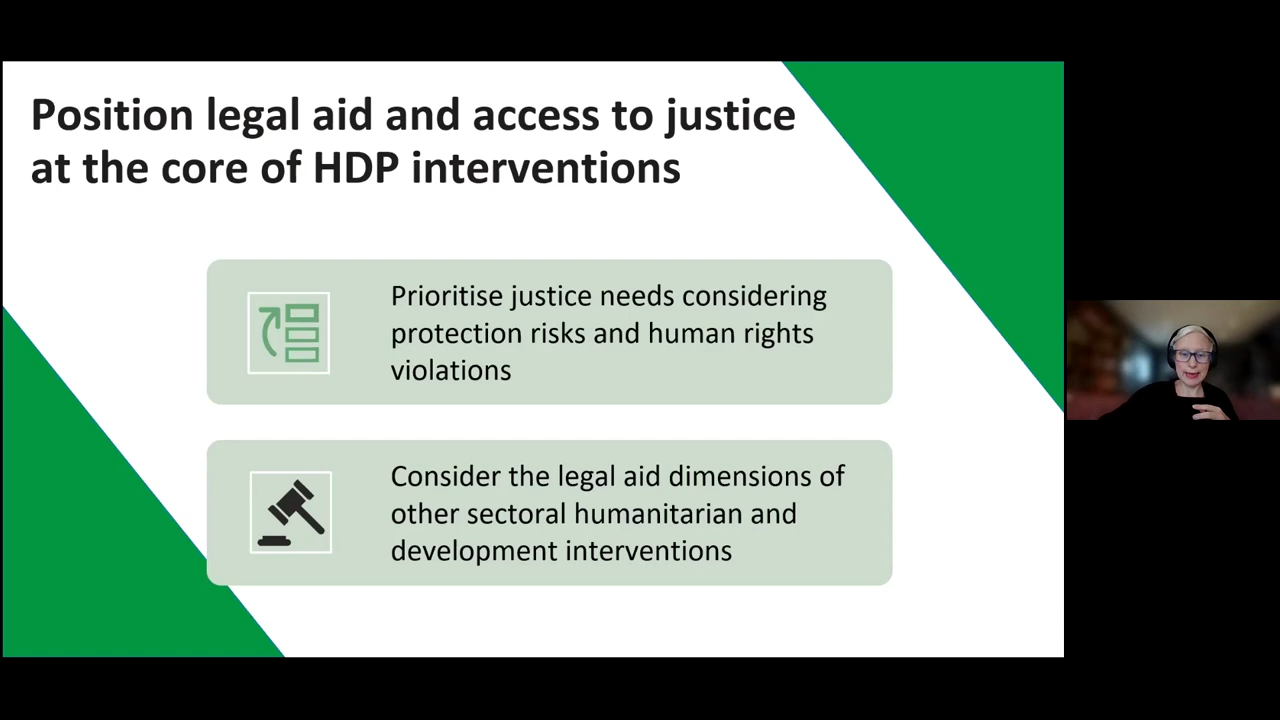 Position legal aid and access to justice
at the core of HDP interventions
Prioritise justice needs considering
protection risks and human rights
violations
Consider the legal aid dimensions of
other sectoral humanitarian and
development interventions